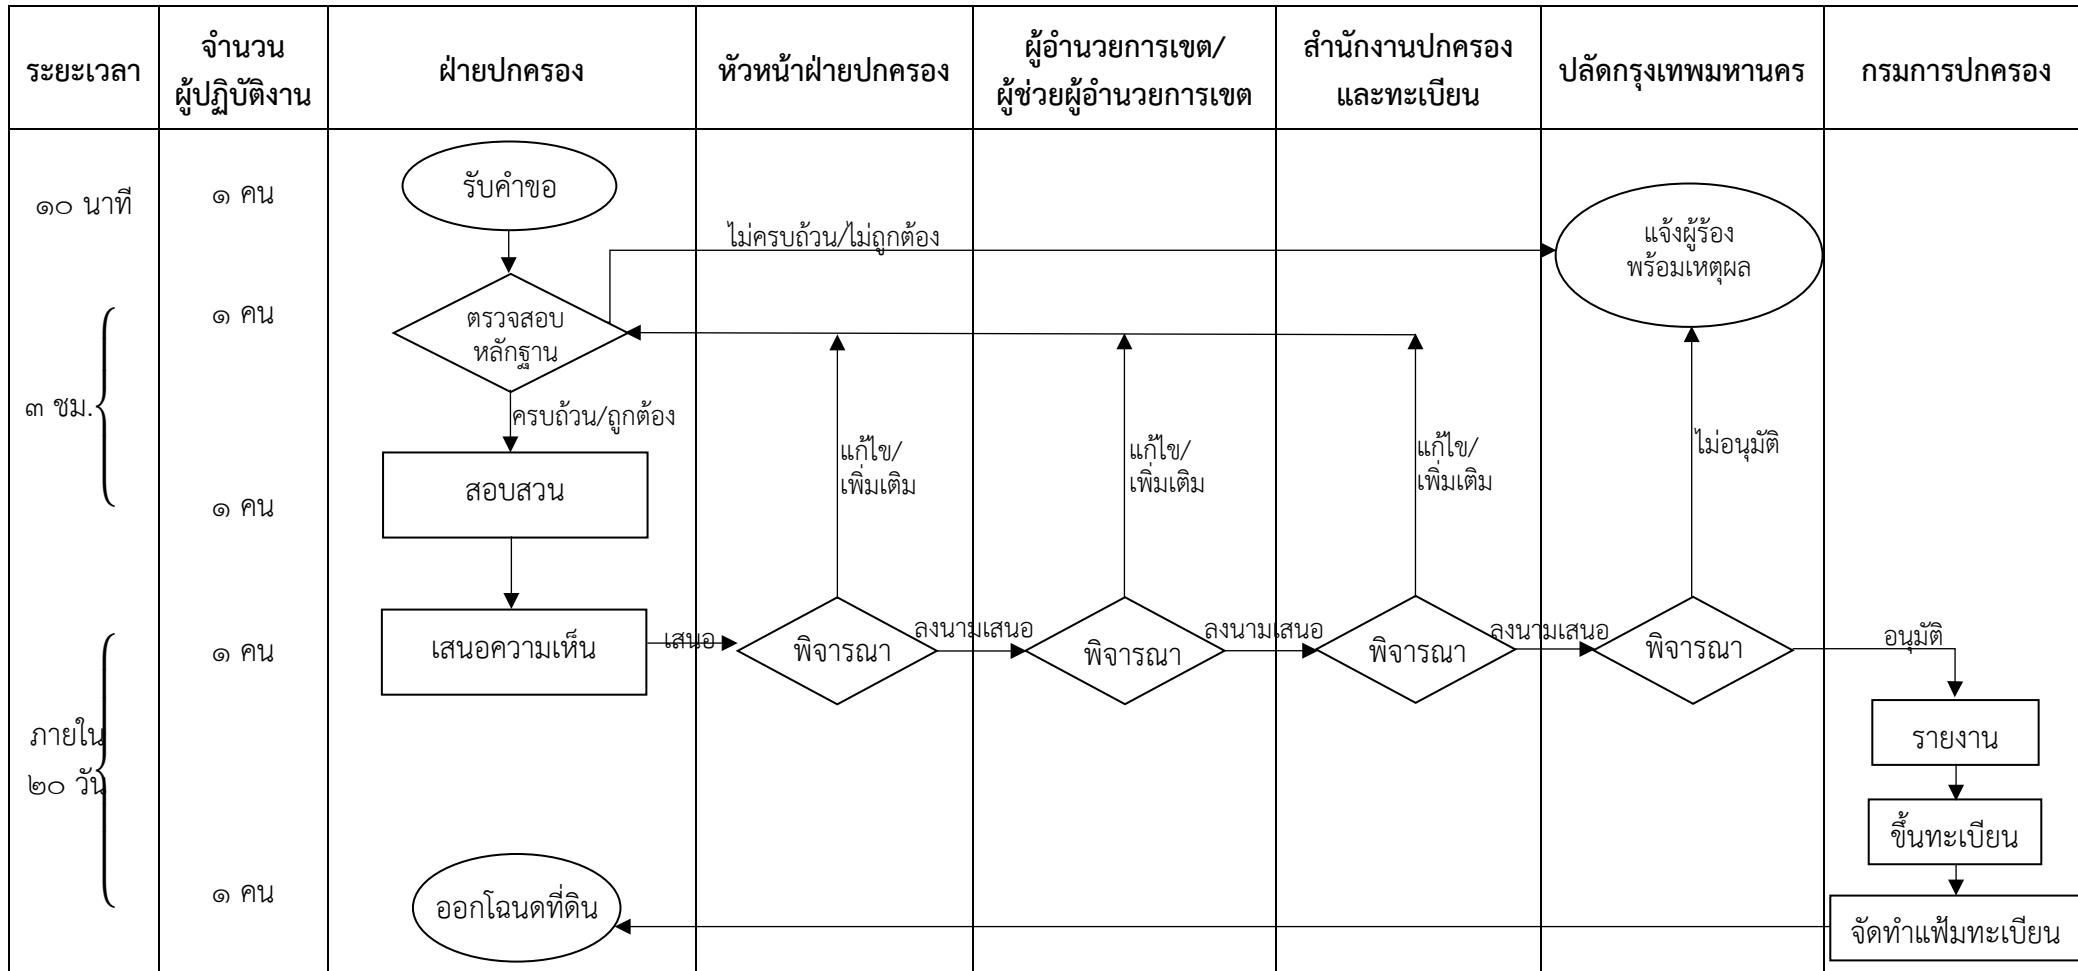 ระยะเวลา
จำนวน
ผู้ปฏิบัติงาน
ฝ่ายปกครอง
หัวหน้าฝ่ายปกครอง
ผู้อำนวยการเขต/
ผู้ช่วยผู้อำนวยการเขต
สำนักงานปกครอง
และทะเบียน
ปลัดกรุงเทพมหานคร
กรมการปกครอง
๑๐ นาที
๑ คน
รับคำขอ
ไม่ครบถ้วน/ไม่ถูกต้อง
แจ้งผู้ร้อง
พร้อมเหตุผล
๑ คน
ตรวจสอบ
หลักฐาน
๓ ชม.
ครบถ้วน/ถูกต้อง
แก้ไข/
เพิ่มเติม
แก้ไข/
เพิ่มเติม
แก้ไข/
เพิ่มเติม
ไม่อนุมัติ
๑ คน
สอบสวน
๑ คน
เสนอความเห็น
เสนอ
พิจารณา
ลงนามเสนอ
พิจารณา
ลงนามเสนอ
พิจารณา
ลงนามเสนอ
พิจารณา
อนุมัติ
ภายใน
๒๐ วัน
รายงาน
ขึ้นทะเบียน
๑ คน
ออกโฉนดที่ดิน
จัดทำแฟ้มทะเบียน